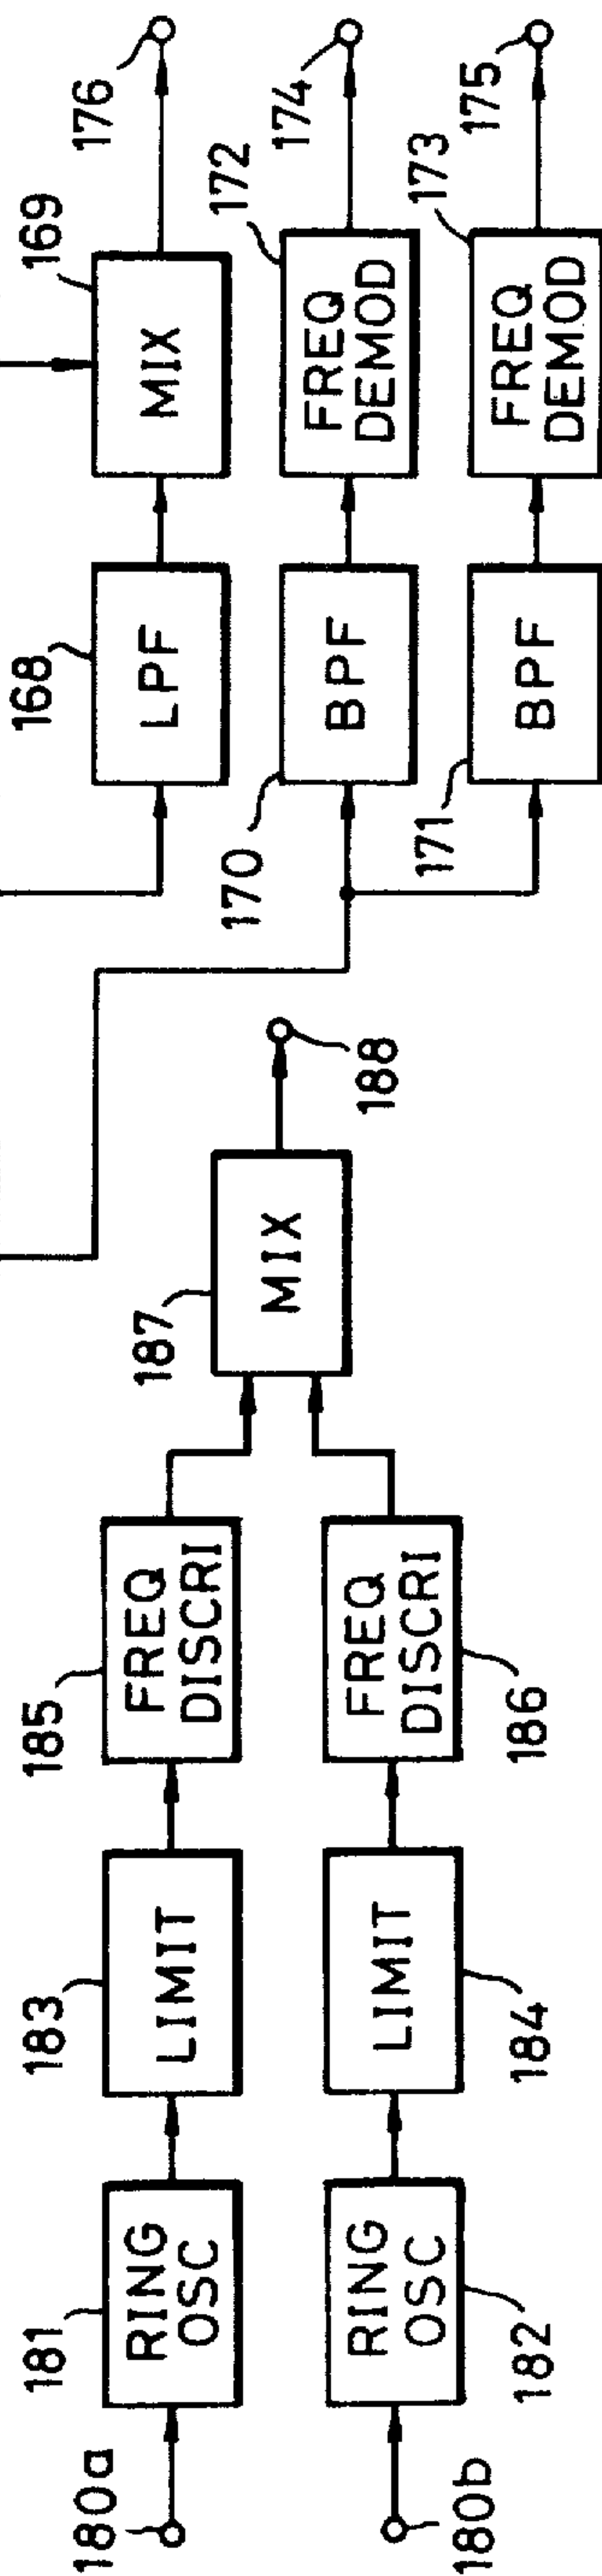 168
LPF
169
MIX
176
170
BPF
172
FREQ
DEMOD
174
171
BPF
173
FREQ
DEMOD
175
180a
181
RING
OSC
183
LIMIT
185
FREQ
DISCRI
187
MIX
188
180b
182
RING
OSC
184
LIMIT
186
FREQ
DISCRI